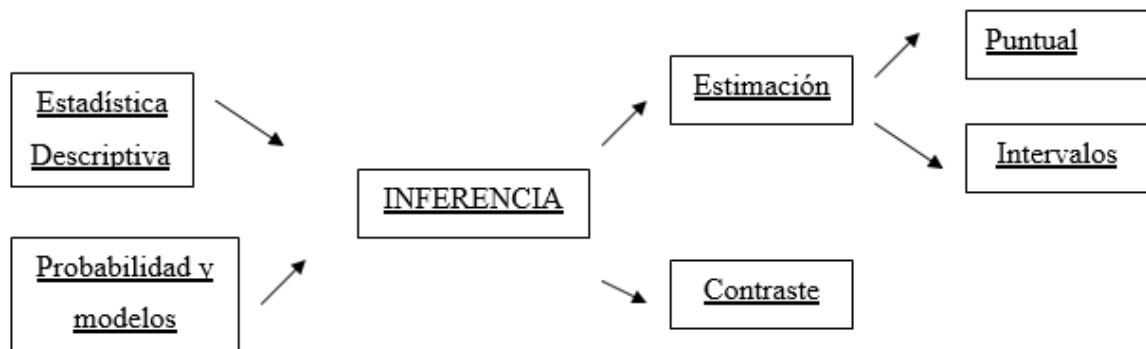 Estadística
Descriptiva
Probabilidad y
modelos
INFERENCIA
Estimación
Contraste
Puntual
Intervalos